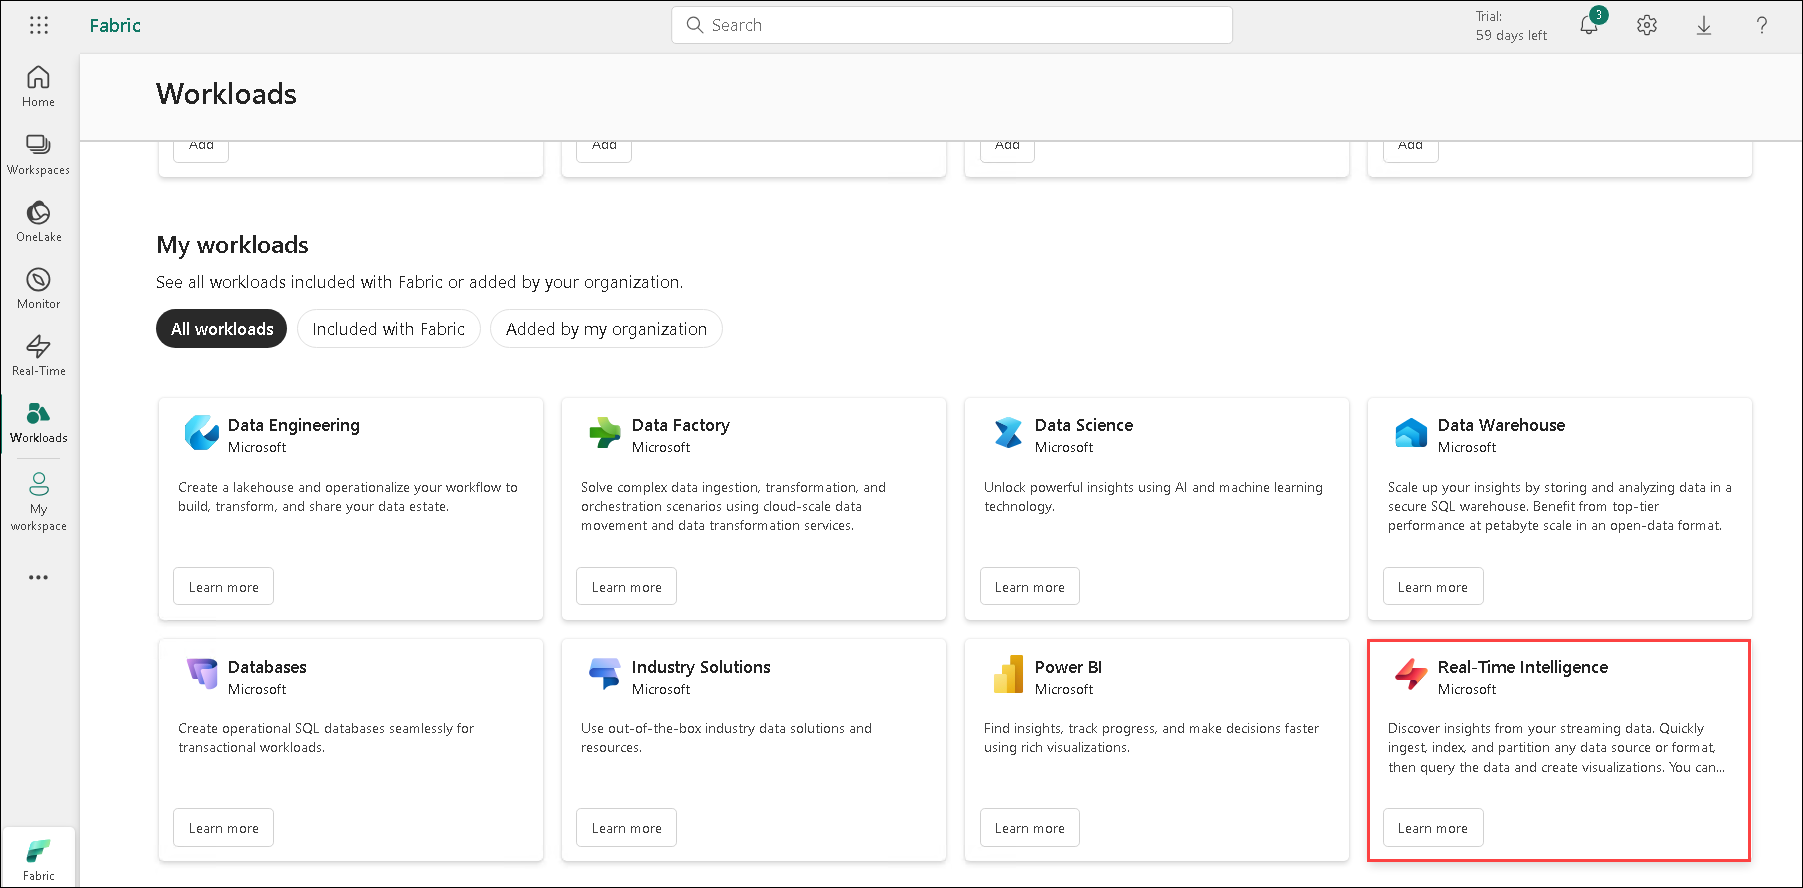 Fabric
Search
Trial:
59 days left
3
Home
Workspaces
OneLake
Monitor
Real-Time
Workloads
My
workspace
Fabric
Workloads
Add
Add
Add
Add
My workloads
See all workloads included with Fabric or added by your organization.
All workloads
Included with Fabric
Added by my organization
Data Engineering
Microsoft
Create a lakehouse and operationalize your workflow to
build, transform, and share your data estate.
Learn more
Data Factory
Microsoft
Solve complex data ingestion, transformation, and
orchestration scenarios using cloud-scale data
movement and data transformation services.
Learn more
Data Science
Microsoft
Unlock powerful insights using AI and machine learning
technology.
Learn more
Data Warehouse
Microsoft
Scale up your insights by storing and analyzing data in a
secure SQL warehouse. Benefit from top-tier
performance at petabyte scale in an open-data format.
Learn more
Databases
Microsoft
Create operational SQL databases seamlessly for
transactional workloads.
Learn more
Industry Solutions
Microsoft
Use out-of-the-box industry data solutions and
resources.
Learn more
Power BI
Microsoft
Find insights, track progress, and make decisions faster
using rich visualizations.
Learn more
Real-Time Intelligence
Microsoft
Discover insights from your streaming data. Quickly
ingest, index, and partition any data source or format,
then query the data and create visualizations. You can...
Learn more